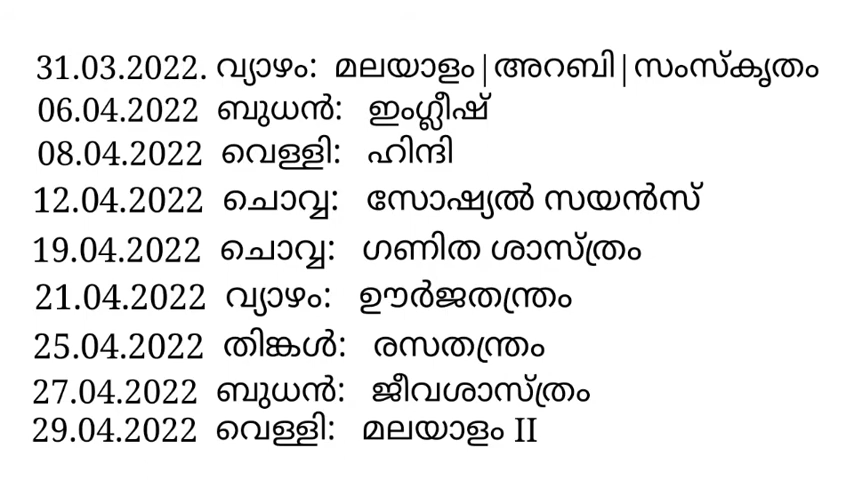 31.03.2022. വ്യാഴം: മലയാളം|അറബി|സംസ്കൃതം
06.04.2022 ബുധൻ: ഇംഗ്ലീഷ്
08.04.2022 വെള്ളി: ഹിന്ദി
12.04.2022 ചൊവ്വ: സോഷ്യൽ സയൻസ്
19.04.2022 ചൊവ്വ: ഗണിത ശാസ്ത്രം
21.04.2022 വ്യാഴം: ഊർജതന്ത്രം
25.04.2022 തിങ്കൾ: രസതന്ത്രം
27.04.2022 ബുധൻ: ജീവശാസ്ത്രം
29.04.2022 വെള്ളി: മലയാളം II